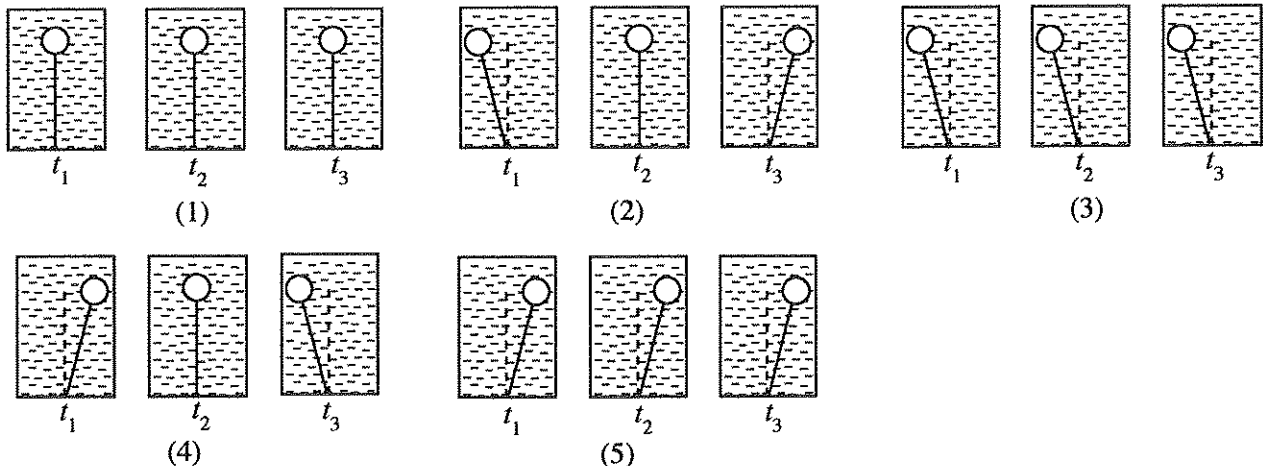 t₁ t₂ t₃ t₁ t₂ t₃ t₁ t₂ t₃
(1) (2) (3)
t₁ t₂ t₃ t₁ t₂ t₃
(4) (5)